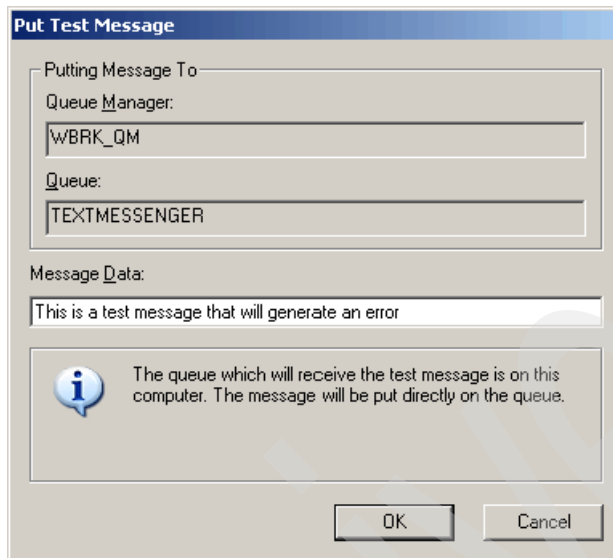 Put Test Message
Putting Message To
Queue Manager:
WBRK_QM
Queue:
TEXTMESSENGER
Message Data:
This is a test message that will generate an error
The queue which will receive the test message is on this
computer. The message will be put directly on the queue.
OK
Cancel